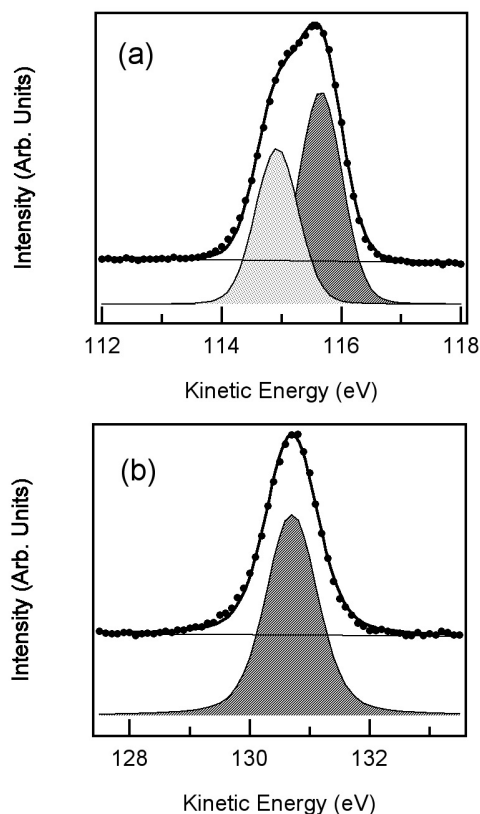 (a)
Intensity (Arb. Units)
112 114 116 118
Kinetic Energy (eV)
(b)
Intensity (Arb. Units)
128 130 132
Kinetic Energy (eV)